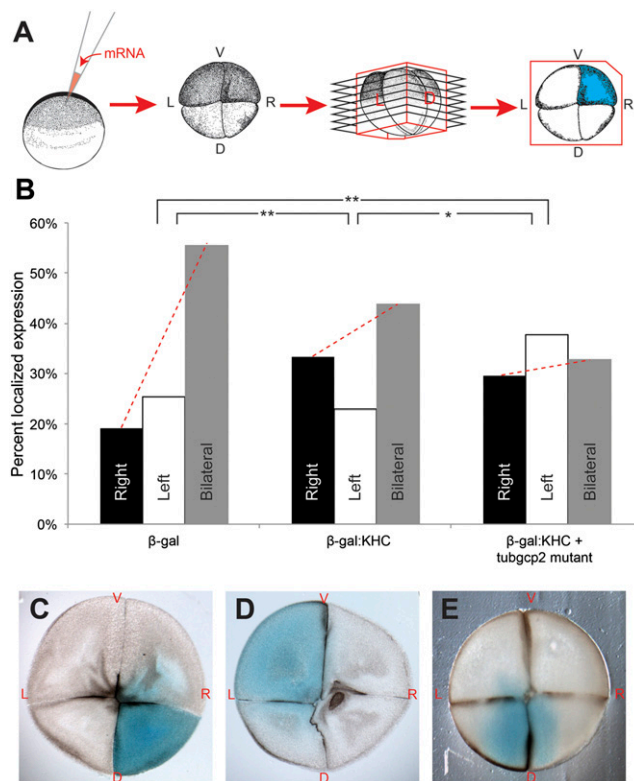 A
mRNA
V
L
R
D
L
D
V
L
R
D
B
**
**
*
60%
50%
40%
30%
20%
10%
0%
Percent localized expression
Right
Left
Bilateral
Right
Left
Bilateral
Right
Left
Bilateral
β-gal
β-gal:KHC
β-gal:KHC +
tubgcp2 mutant
C
V
L
R
D
D
V
L
R
D
E
V
L
R
D